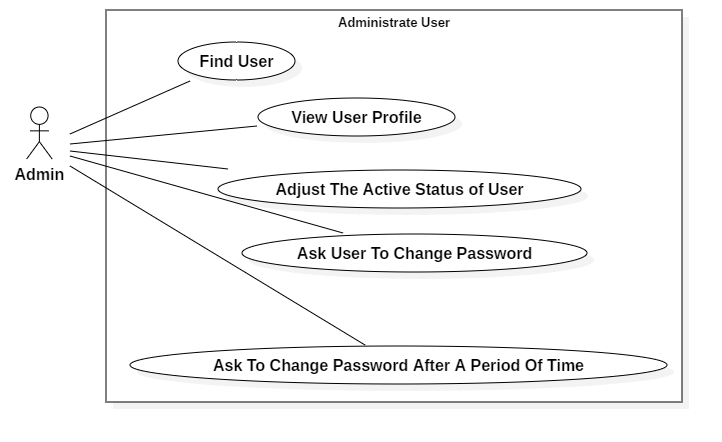 Administrate User
Find User
View User Profile
Admin
Adjust The Active Status of User
Ask User To Change Password
Ask To Change Password After A Period Of Time